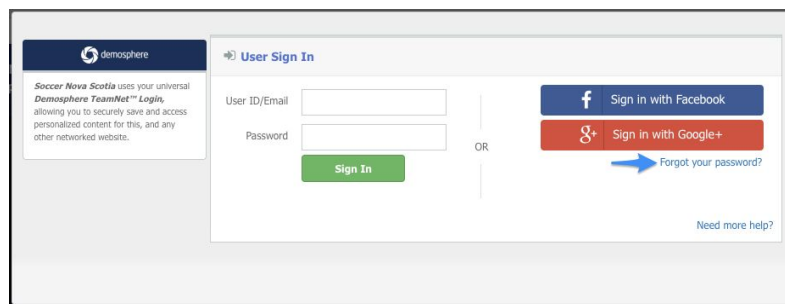 demosphere
Soccer Nova Scotia uses your universal
Demosphere TeamNet™ Login,
allowing you to securely save and access
personalized content for this, and any
other networked website.
User Sign In
User ID/Email
Password
Sign In
OR
f Sign in with Facebook
g+ Sign in with Google+
Forgot your password?
Need more help?